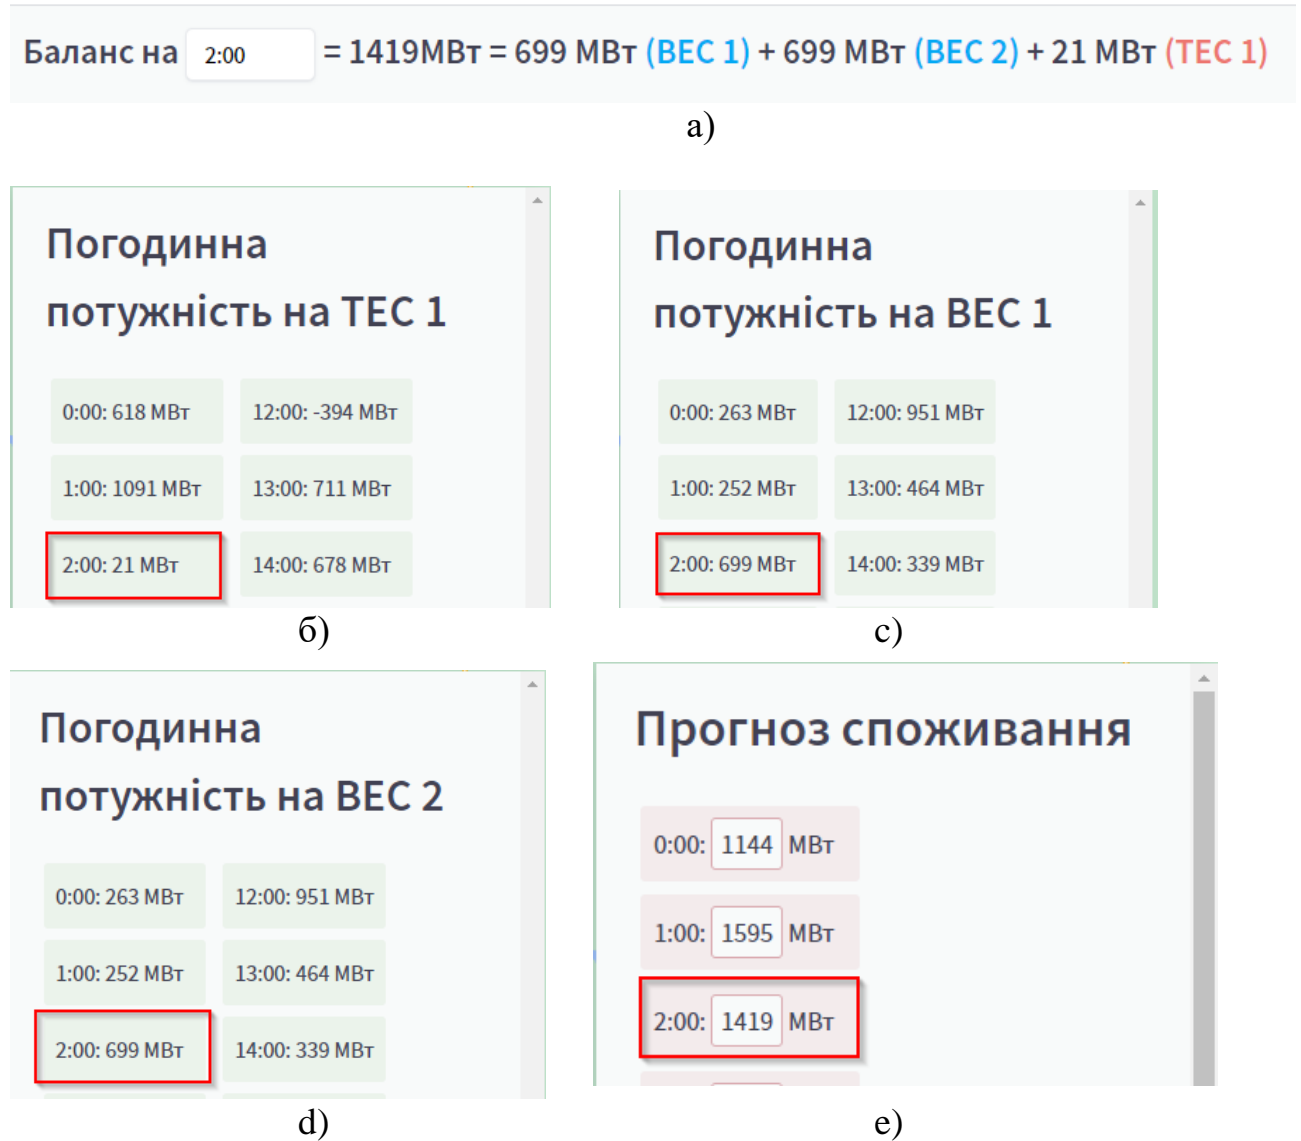 Баланс на 2:00 = 1419МВт = 699 МВт (ВЕС 1) + 699 МВт (ВЕС 2) + 21 МВт (ТЕС 1)
а)
Погодинна
потужність на ТЕС 1
0:00: 618 МВт 12:00: -394 МВт
1:00: 1091 МВт 13:00: 711 МВт
2:00: 21 МВт 14:00: 678 МВт
б)
Погодинна
потужність на ВЕС 1
0:00: 263 МВт 12:00: 951 МВт
1:00: 252 МВт 13:00: 464 МВт
2:00: 699 МВт 14:00: 339 МВт
c)
Погодинна
потужність на ВЕС 2
0:00: 263 МВт 12:00: 951 МВт
1:00: 252 МВт 13:00: 464 МВт
2:00: 699 МВт 14:00: 339 МВт
d)
Прогноз споживання
0:00: 1144 МВт
1:00: 1595 МВт
2:00: 1419 МВт
e)